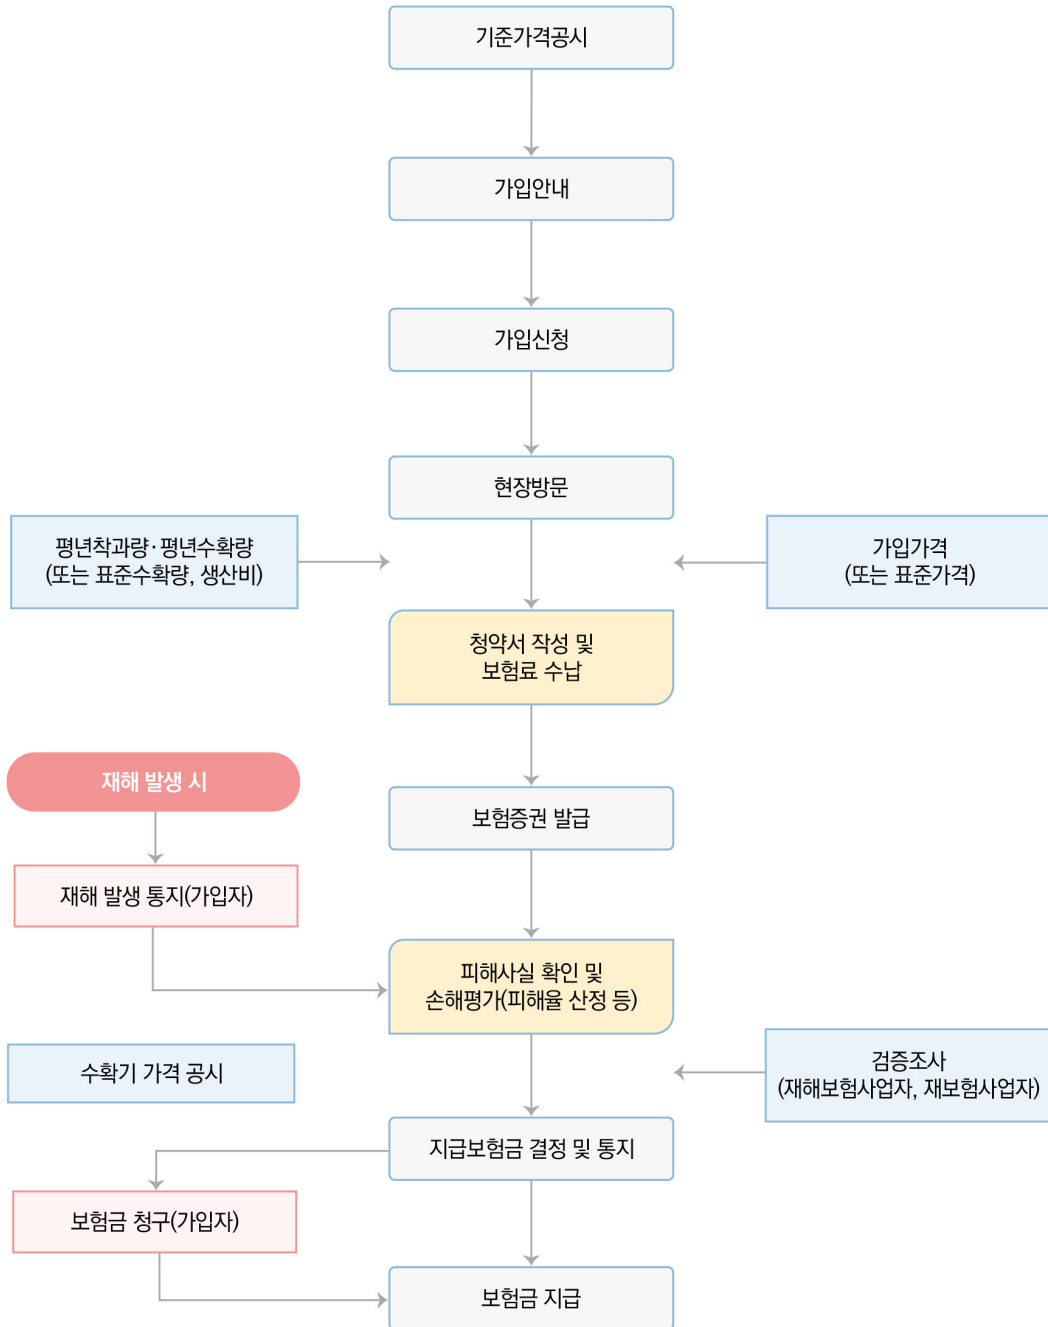 기준가격공시
가입안내
가입신청
현장방문
평년착과량·평년수확량
(또는 표준수확량, 생산비)
가입가격
(또는 표준가격)
청약서 작성 및
보험료 수납
재해 발생 시
보험증권 발급
재해 발생 통지(가입자)
피해사실 확인 및
손해평가(피해율 산정 등)
수확기 가격 공시
검증조사
(재해보험사업자, 재보험사업자)
지급보험금 결정 및 통지
보험금 청구(가입자)
보험금 지급